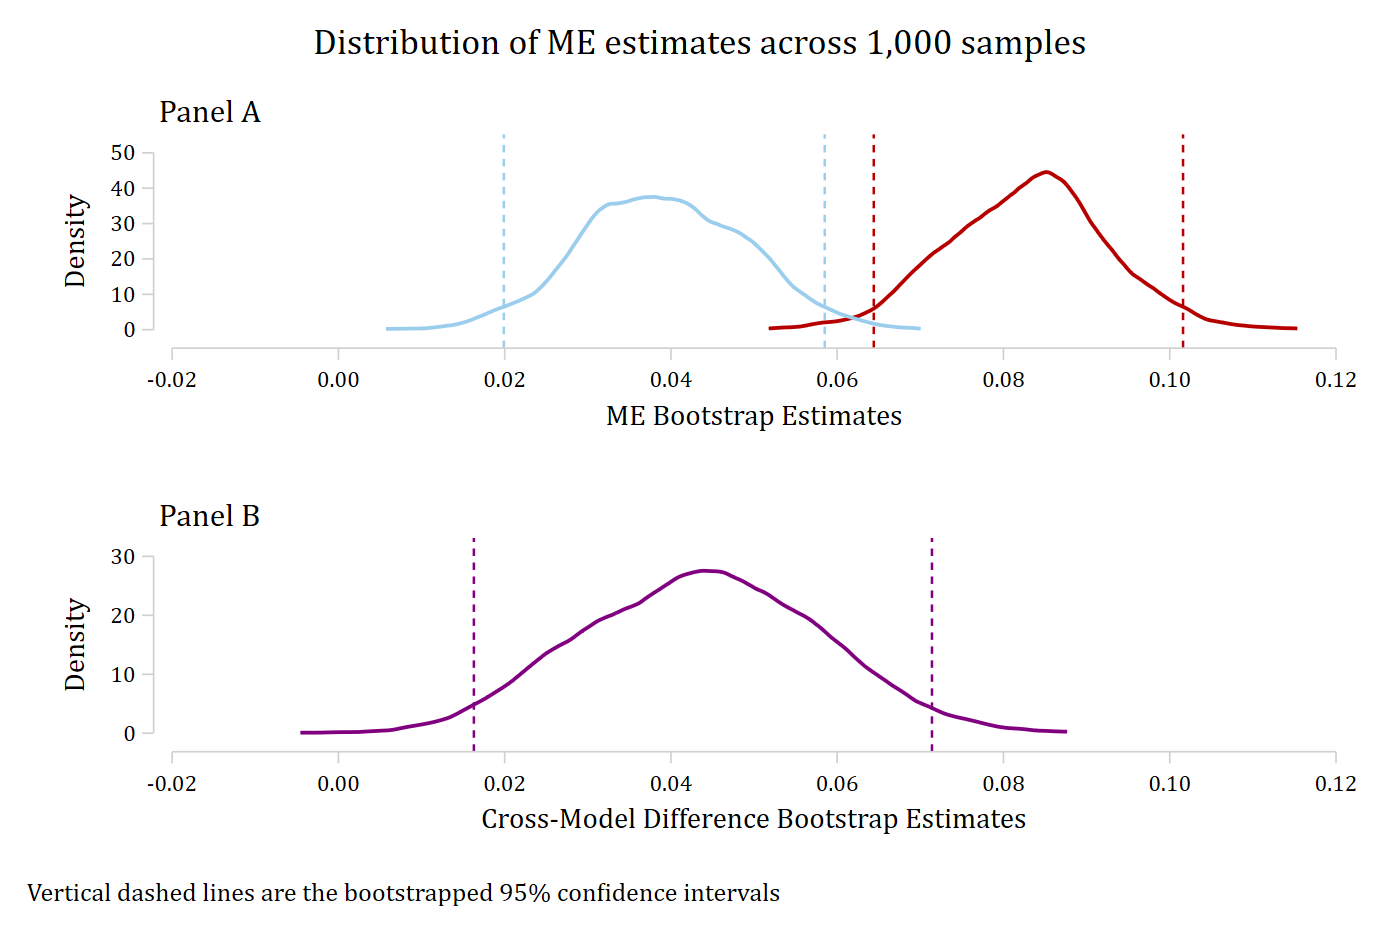 Distribution of ME estimates across 1,000 samples
Panel A
50
40
30
20
10
0
Density
-0.02 0.00 0.02 0.04 0.06 0.08 0.10 0.12
ME Bootstrap Estimates
Panel B
30
20
10
0
Density
-0.02 0.00 0.02 0.04 0.06 0.08 0.10 0.12
Cross-Model Difference Bootstrap Estimates
Vertical dashed lines are the bootstrapped 95% confidence intervals